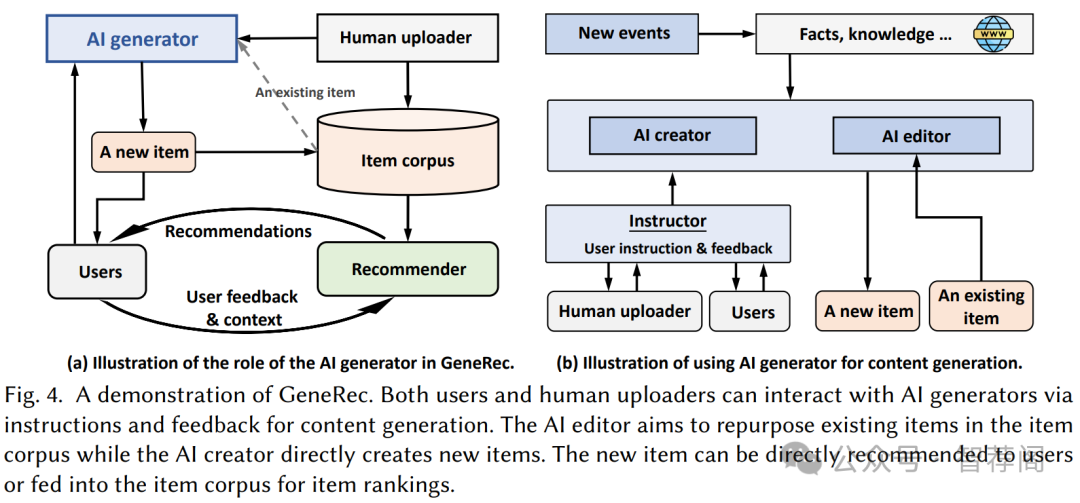 AI generator
Human uploader
An existing item
A new item
Item corpus
Recommendations
Users
Recommender
User feedback
& context
(a) Illustration of the role of the AI generator in GeneRec.
New events
Facts, knowledge ...
WWW
AI creator
AI editor
Instructor
User instruction & feedback
Human uploader
Users
A new item
An existing
item
(b) Illustration of using AI generator for content generation.
Fig. 4. A demonstration of GeneRec. Both users and human uploaders can interact with AI generators via
instructions and feedback for content generation. The AI editor aims to repurpose existing items in the item
corpus while the AI creator directly creates new items. The new item can be directly recommended to users
or fed into the item corpus for item rankings.
公众号 · 智荐阁